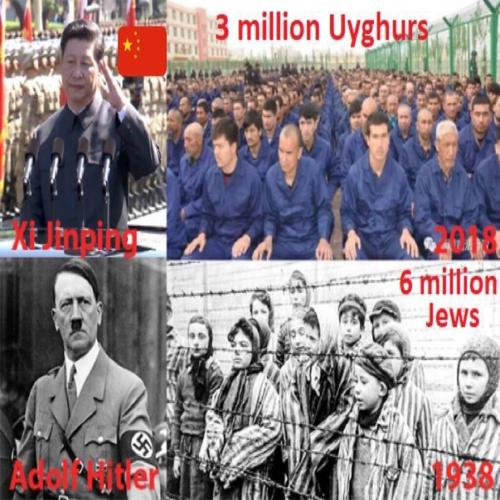 3 million Uyghurs
Xi Jinping
2018
6 million
Jews
Adolf Hitler
1938